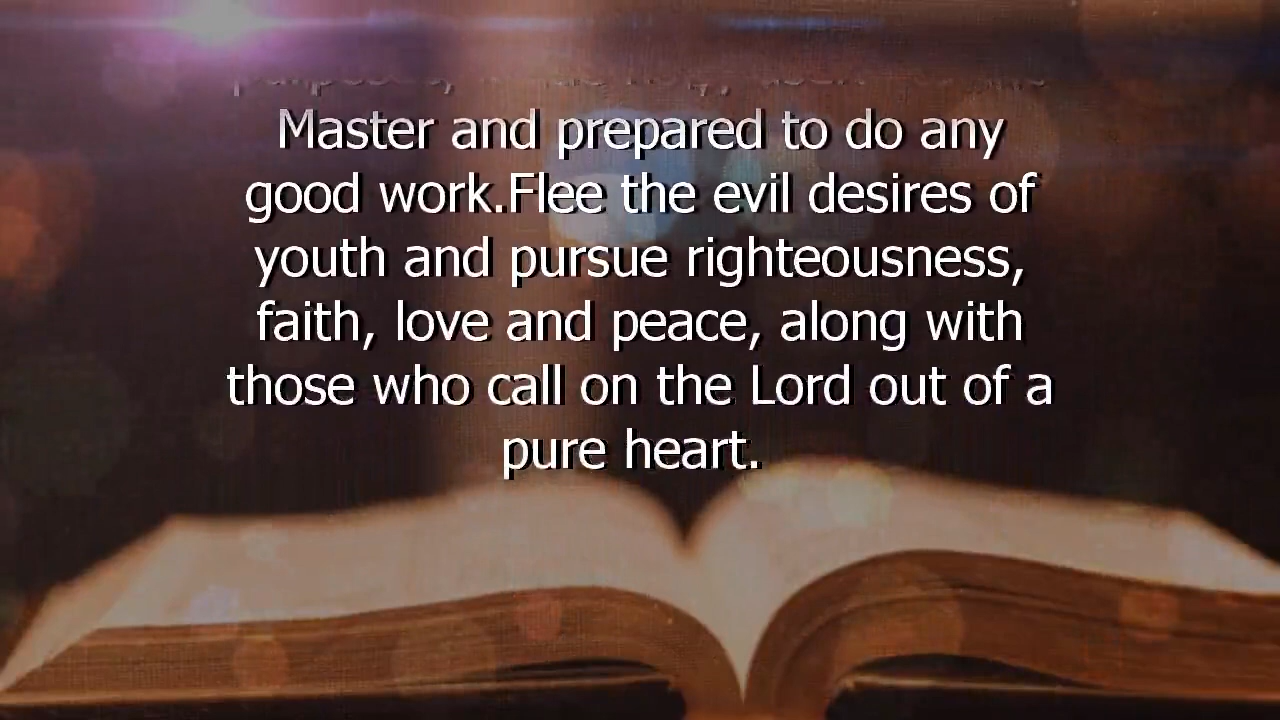 Master and prepared to do any
good work.Flee the evil desires of
youth and pursue righteousness,
faith, love and peace, along with
those who call on the Lord out of a
pure heart.